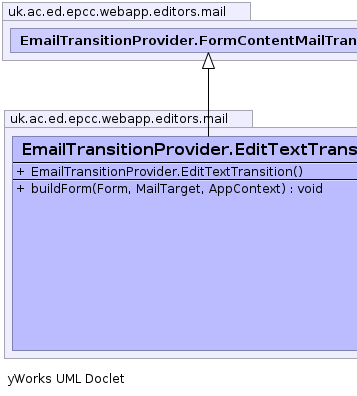 uk.ac.ed.epcc.webapp.editors.mail
EmailTransitionProvider.FormContentMailTran
uk.ac.ed.epcc.webapp.editors.mail
EmailTransitionProvider.EditTextTrans
+ EmailTransitionProvider.EditTextTransition()
+ buildForm(Form, MailTarget, AppContext) : void
yWorks UML Doclet